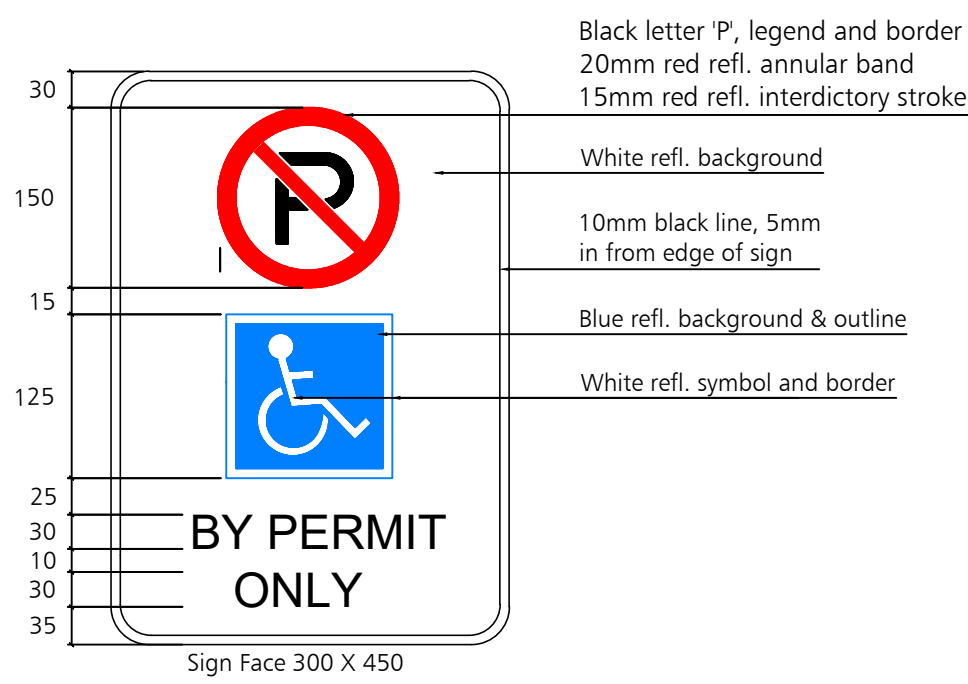 Black letter 'P', legend and border
20mm red refl. annular band
15mm red refl. interdictory stroke
30
White refl. background
150
P
10mm black line, 5mm
in from edge of sign
15
Blue refl. background & outline
White refl. symbol and border
125
25
30
BY PERMIT
10
30
ONLY
35
Sign Face 300 X 450